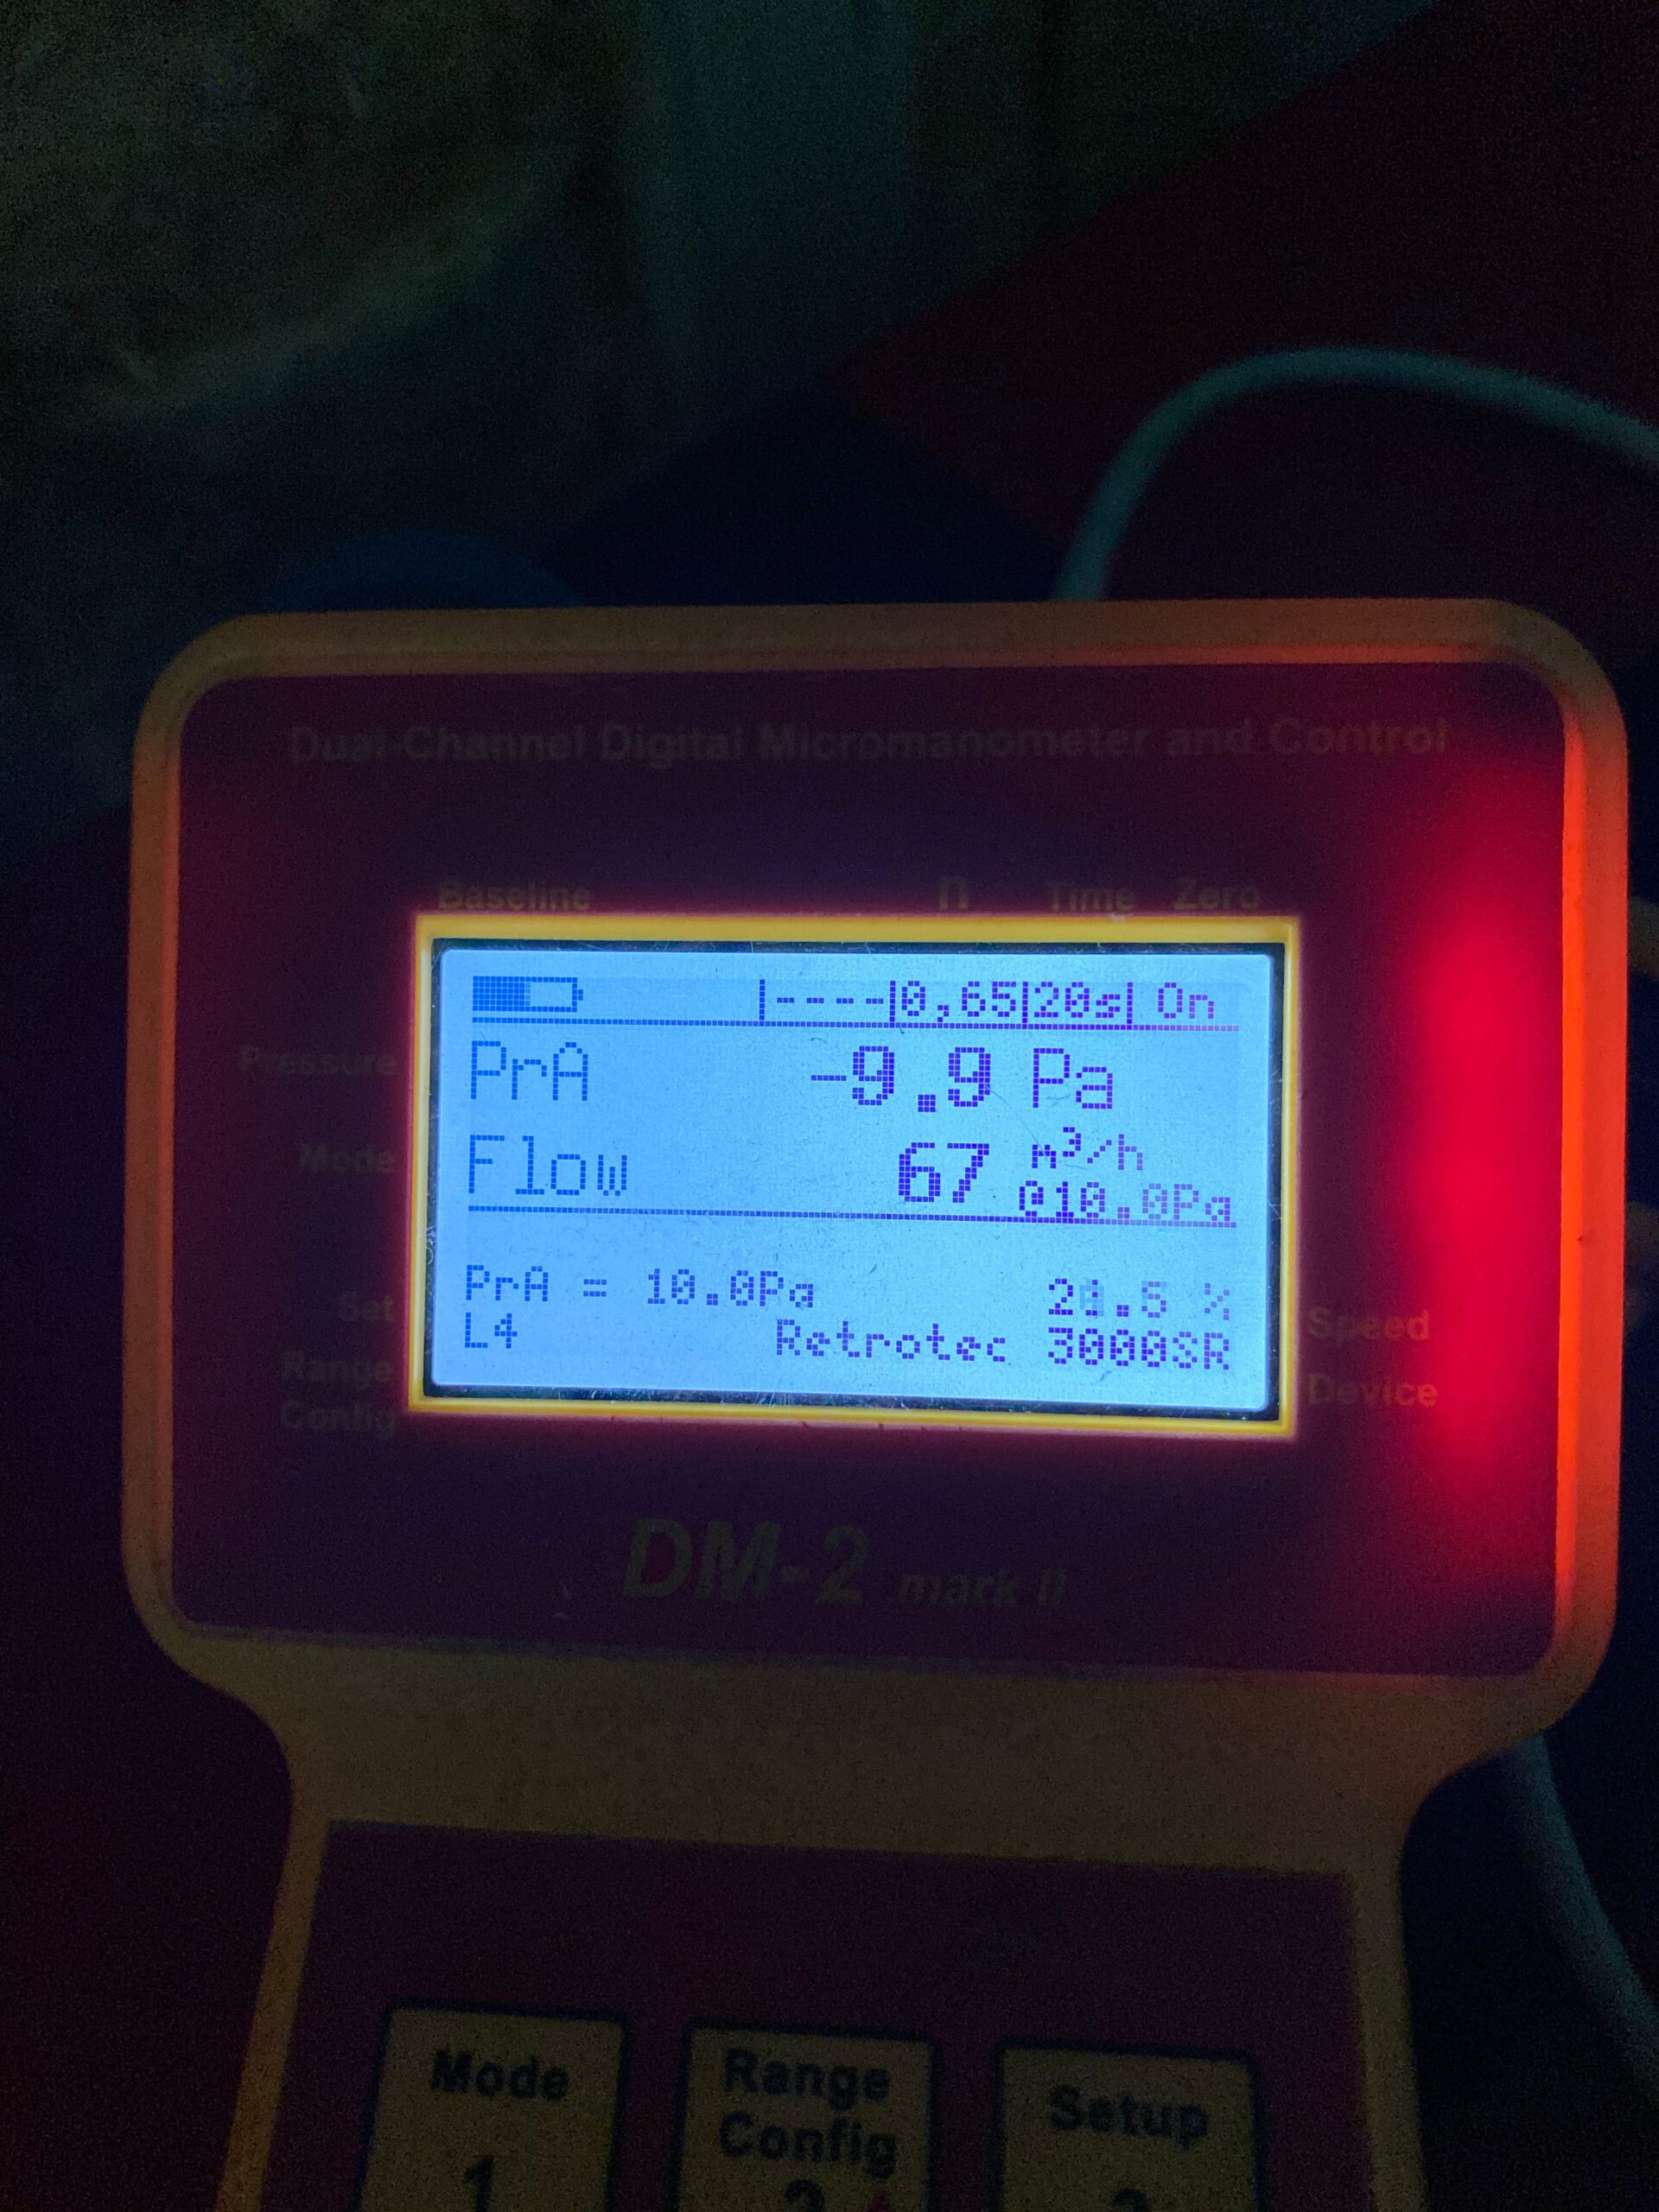 Dual Channel Digital Micromanometer and Control
Baseline n Time Zero
|----|0,65|20s| On
Pressure PrA -9.9 Pa
Mode Flow 67 m³/h
@10.0Pa
Set PrA = 10.0Pa % Speed
Range L4 Retrotec 3000SR Device
Config
DM-2 mark II
Mode Range Setup
Config
1